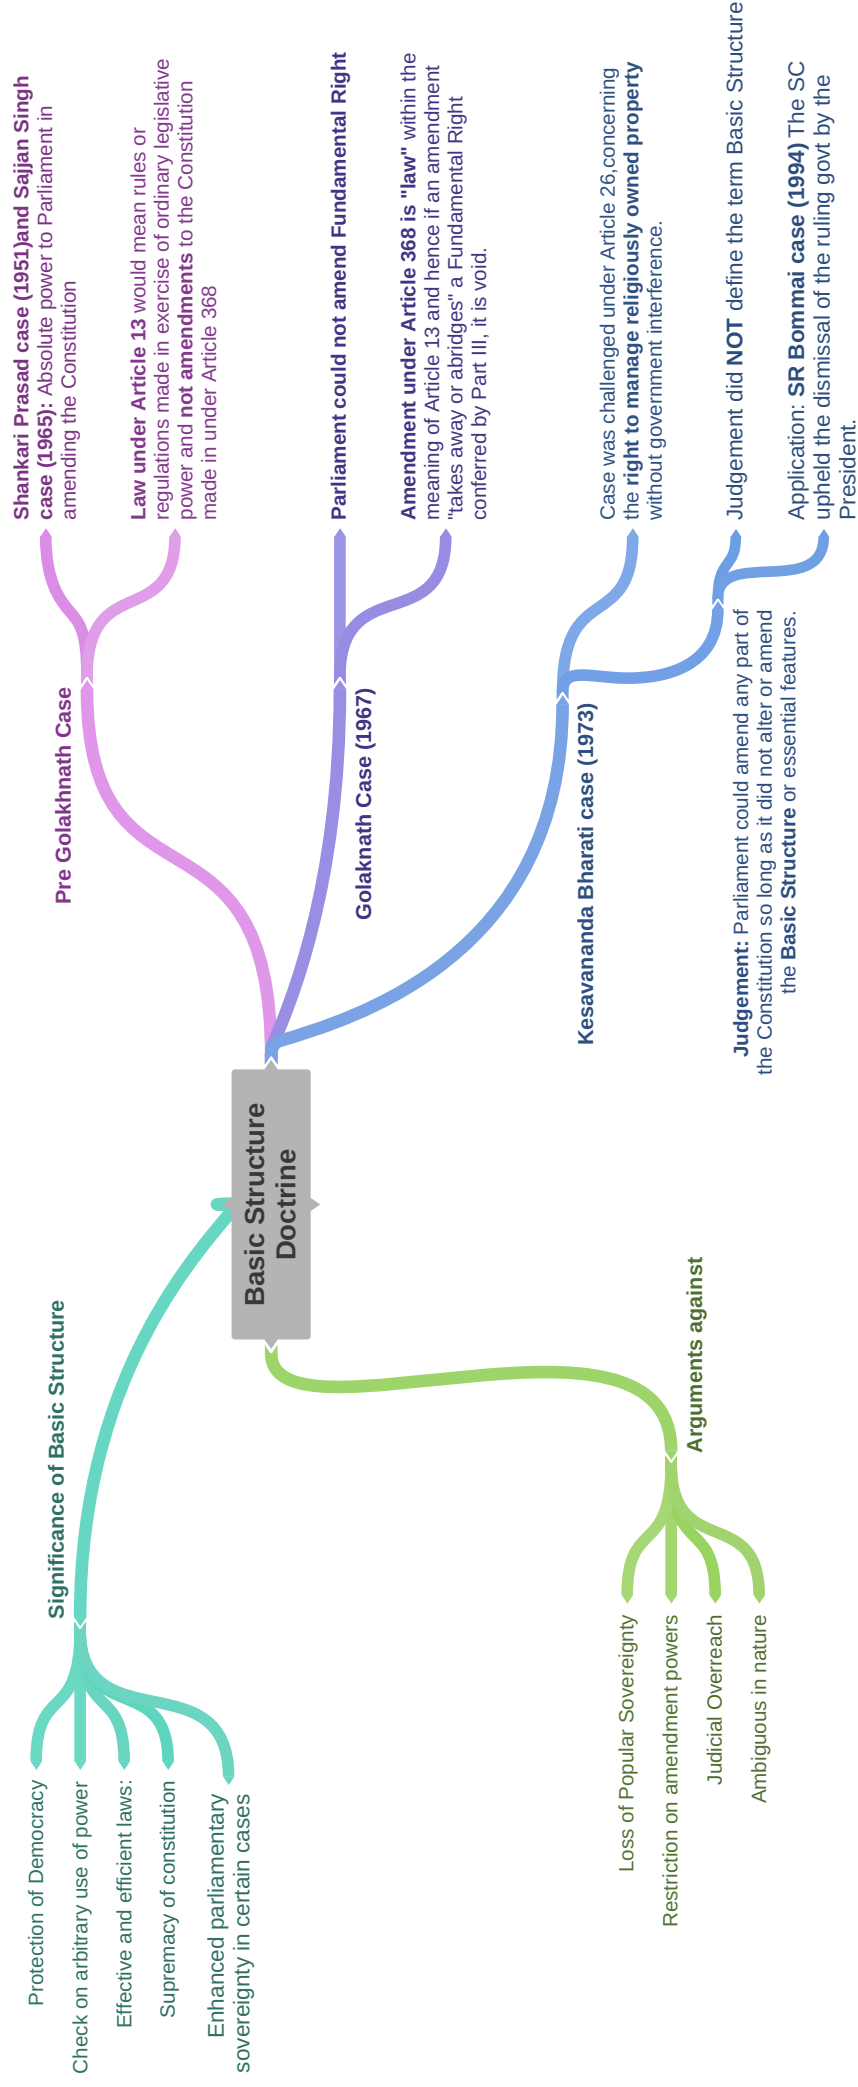 Basic Structure
Doctrine
Pre Golakhnath Case
Shankari Prasad case (1951)and Sajjan Singh
case (1965): Absolute power to Parliament in
amending the Constitution
Law under Article 13 would mean rules or
regulations made in exercise of ordinary legislative
power and not amendments to the Constitution
made in under Article 368
Golaknath Case (1967)
Parliament could not amend Fundamental Right
Amendment under Article 368 is "law" within the
meaning of Article 13 and hence if an amendment
"takes away or abridges" a Fundamental Right
conferred by Part III, it is void.
Kesavananda Bharati case (1973)
Case was challenged under Article 26,concerning
the right to manage religiously owned property
without government interference.
Judgement: Parliament could amend any part of
the Constitution so long as it did not alter or amend
the Basic Structure or essential features.
Judgement did NOT define the term Basic Structure
Application: SR Bommai case (1994) The SC
upheld the dismissal of the ruling govt by the
President.
Significance of Basic Structure
Protection of Democracy
Check on arbitrary use of power
Effective and efficient laws:
Supremacy of constitution
Enhanced parliamentary
sovereignty in certain cases
Arguments against
Loss of Popular Sovereignty
Restriction on amendment powers
Judicial Overreach
Ambiguous in nature